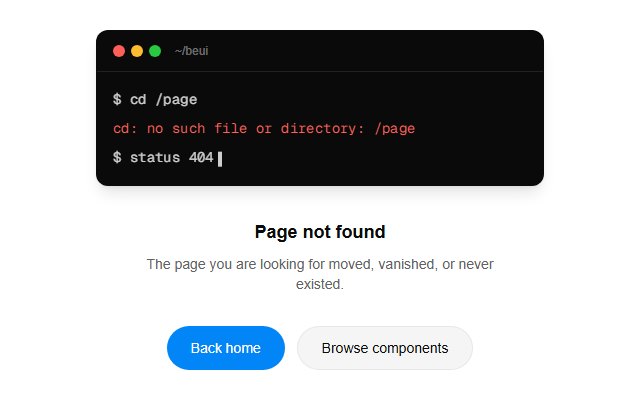 ~/beui
$ cd /page
cd: no such file or directory: /page
$ status 404
Page not found
The page you are looking for moved, vanished, or never
existed.
Back home
Browse components